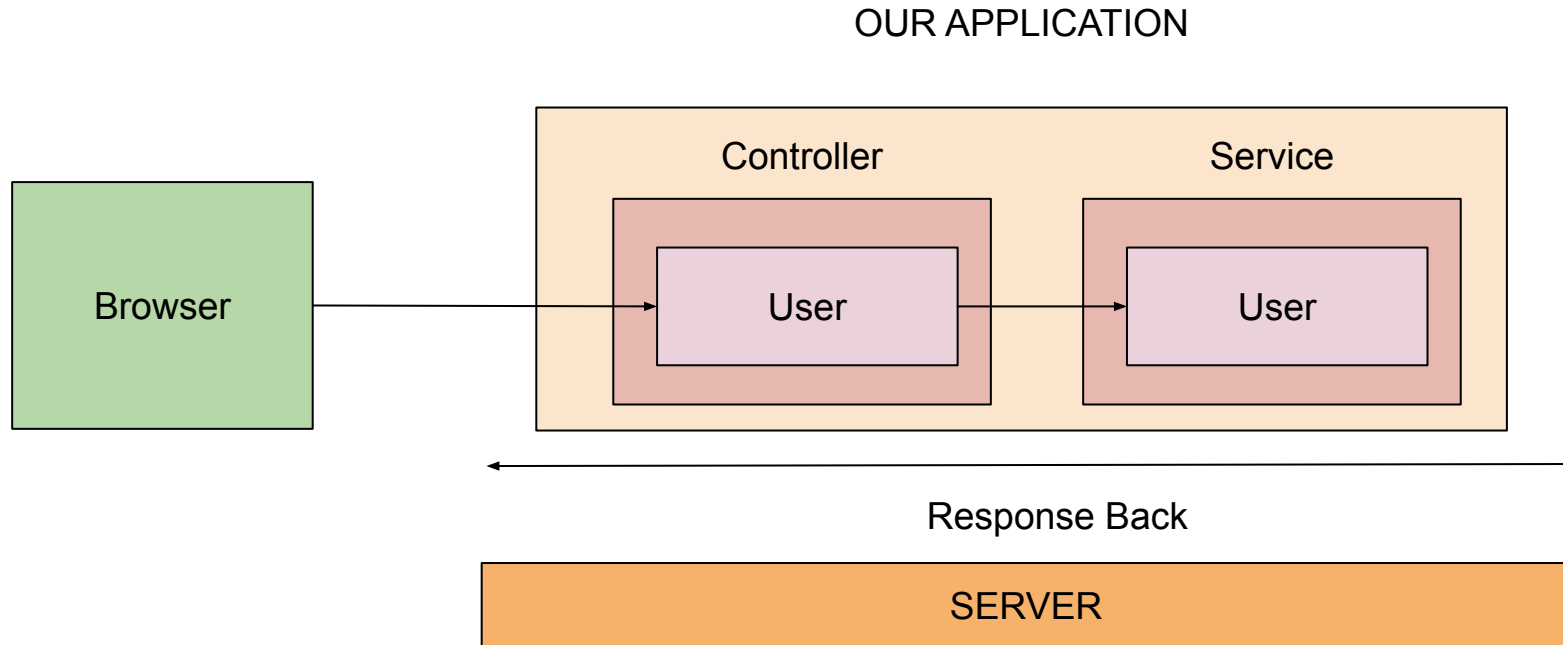 OUR APPLICATION
Controller
Service
Browser
User
User
Response Back
SERVER